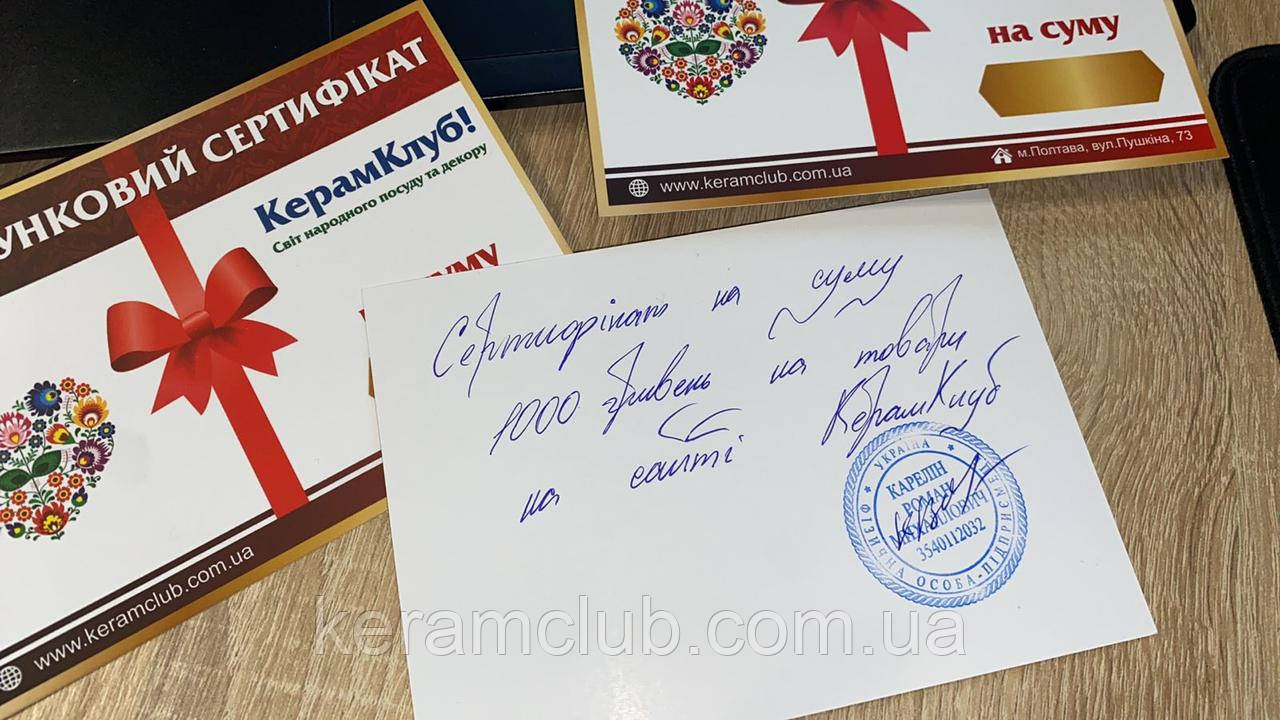 УНКОВИЙ СЕРТИФІКАТ
КерамКлуб!
Світ народного посуду та декору
суму
www.keramclub.com.ua
на суму
м.Полтава, вул.Пушкіна, 73
www.keramclub.com.ua
Сертифікат на суму
1000 гривень на товари
на сайті КерамКлуб
УКРАЇНА
ФІЗИЧНА ОСОБА-ПІДПРИЄМЕЦЬ
КАРЕЛІН
РОМАН
МИХАЙЛОВИЧ
3540112032
keramclub.com.ua